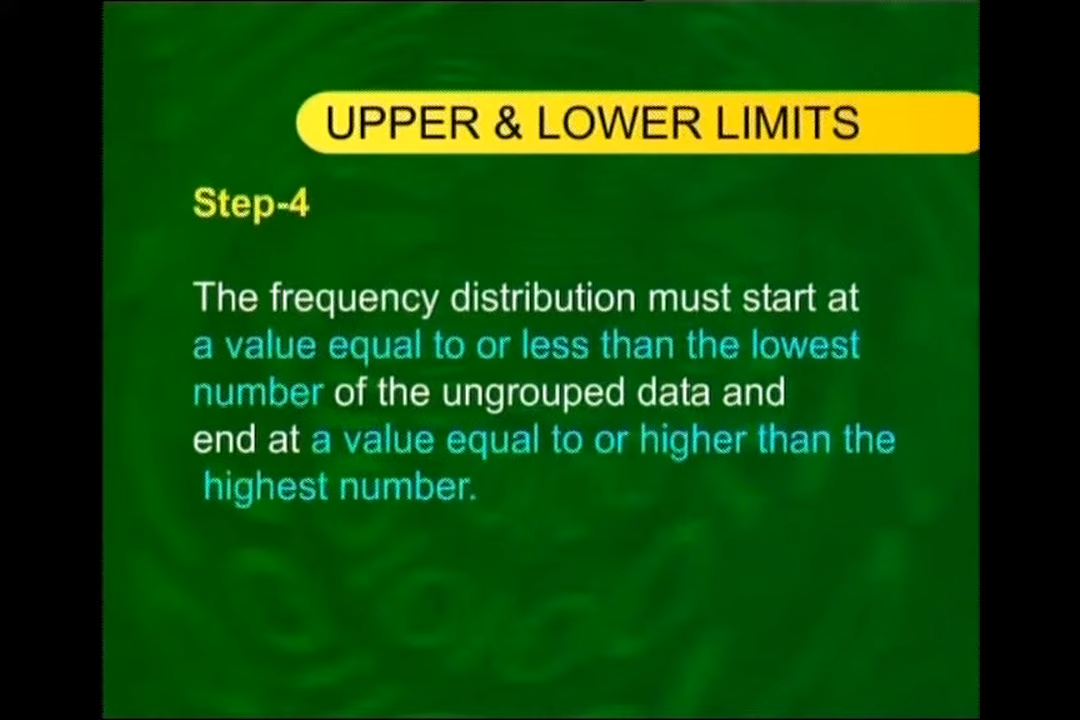 UPPER & LOWER LIMITS
Step-4
The frequency distribution must start at
a value equal to or less than the lowest
number of the ungrouped data and
end at a value equal to or higher than the
highest number.